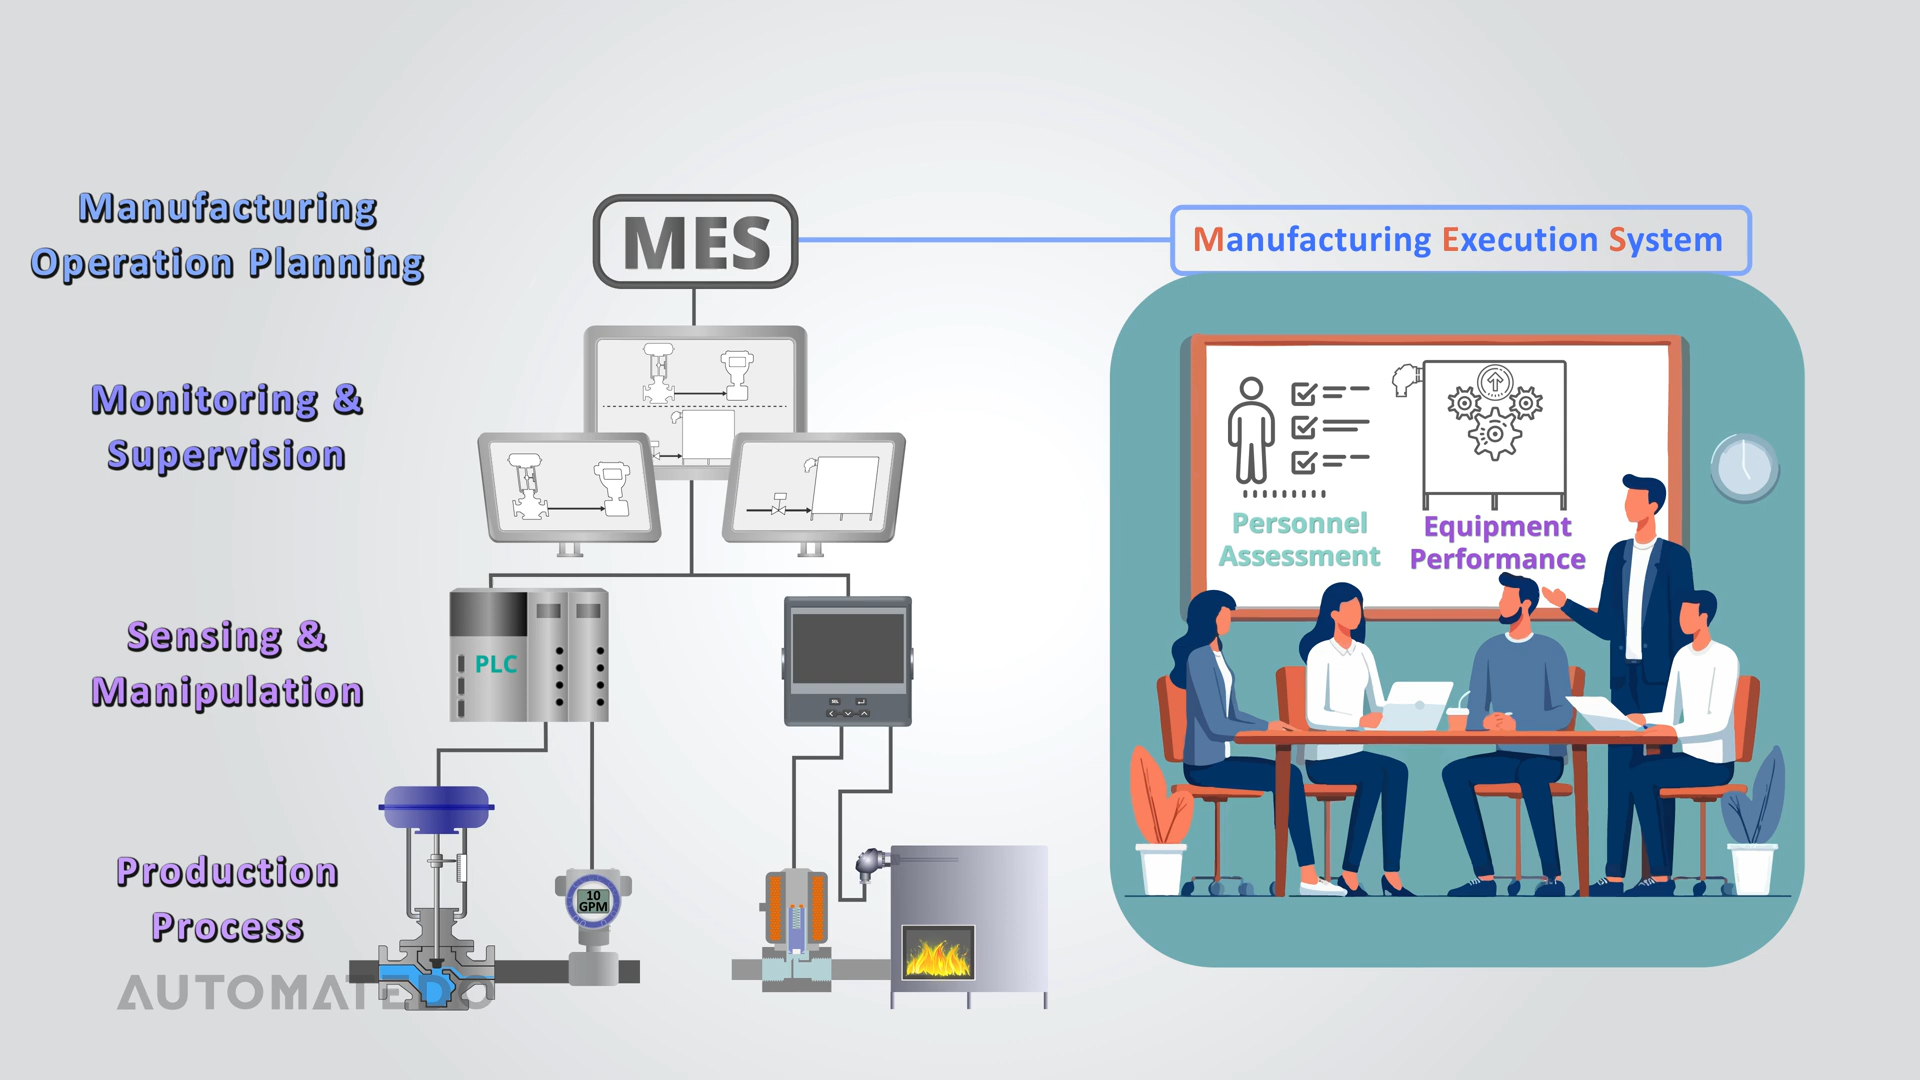 Manufacturing
Operation Planning
MES
Manufacturing Execution System
Monitoring &
Supervision
Personnel
Assessment
Equipment
Performance
Sensing &
Manipulation
PLC
Production
Process
10
GPM
AUTOMATEDO